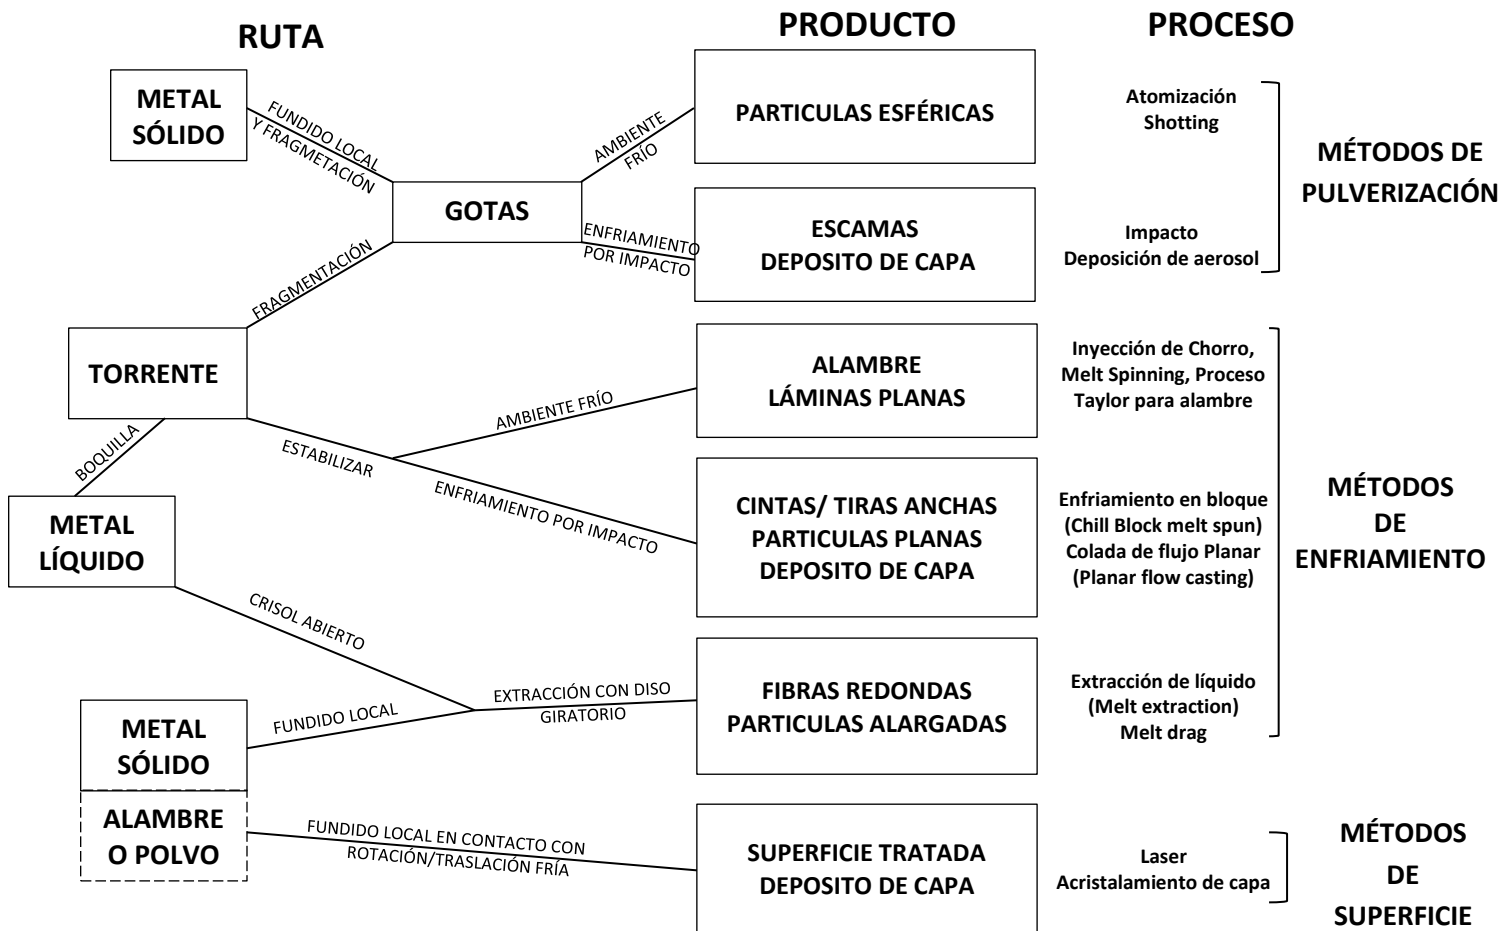 RUTA
PRODUCTO
PROCESO
METAL
SÓLIDO
FUNDIDO LOCAL
Y FRAGMETACIÓN
GOTAS
AMBIENTE
FRÍO
PARTICULAS ESFÉRICAS
Atomización
Shotting
MÉTODOS DE
PULVERIZACIÓN
ENFRIAMIENTO
POR IMPACTO
ESCAMAS
DEPOSITO DE CAPA
Impacto
Deposición de aerosol
FRAGMENTACIÓN
TORRENTE
BOQUILLA
ESTABILIZAR
AMBIENTE FRÍO
ALAMBRE
LÁMINAS PLANAS
Inyección de Chorro,
Melt Spinning, Proceso
Taylor para alambre
ENFRIAMIENTO POR IMPACTO
CINTAS/ TIRAS ANCHAS
PARTICULAS PLANAS
DEPOSITO DE CAPA
Enfriamiento en bloque
(Chill Block melt spun)
Colada de flujo Planar
(Planar flow casting)
MÉTODOS
DE
ENFRIAMIENTO
METAL
LÍQUIDO
CRISOL ABIERTO
METAL
SÓLIDO
FUNDIDO LOCAL
EXTRACCIÓN CON DISO
GIRATORIO
FIBRAS REDONDAS
PARTICULAS ALARGADAS
Extracción de líquido
(Melt extraction)
Melt drag
ALAMBRE
O POLVO
FUNDIDO LOCAL EN CONTACTO CON
ROTACIÓN/TRASLACIÓN FRÍA
SUPERFICIE TRATADA
DEPOSITO DE CAPA
Laser
Acristalamiento de capa
MÉTODOS
DE
SUPERFICIE